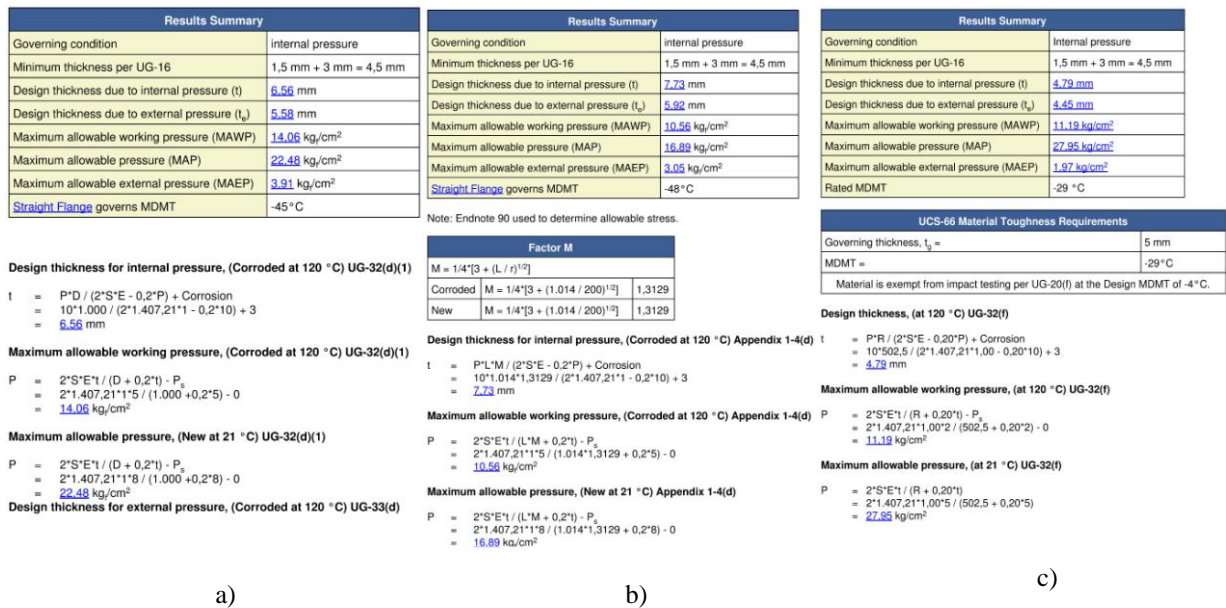 Results Summary
Governing condition internal pressure
Minimum thickness per UG-16 1,5 mm + 3 mm = 4,5 mm
Design thickness due to internal pressure (t) 6.56 mm
Design thickness due to external pressure (te) 5.58 mm
Maximum allowable working pressure (MAWP) 14.06 kgf/cm²
Maximum allowable pressure (MAP) 22.48 kgf/cm²
Maximum allowable external pressure (MAEP) 3.91 kgf/cm²
Straight Flange governs MDMT -45°C
Design thickness for internal pressure, (Corroded at 120 °C) UG-32(d)(1)
t = P*D / (2*S*E - 0,2*P) + Corrosion
= 10*1.000 / (2*1.407,21*1 - 0,2*10) + 3
= 6.56 mm
Maximum allowable working pressure, (Corroded at 120 °C) UG-32(d)(1)
P = 2*S*E*t / (D + 0,2*t) - Ps
= 2*1.407,21*1*5 / (1.000 +0,2*5) - 0
= 14.06 kgf/cm²
Maximum allowable pressure, (New at 21 °C) UG-32(d)(1)
P = 2*S*E*t / (D + 0,2*t) - Ps
= 2*1.407,21*1*8 / (1.000 +0,2*8) - 0
= 22.48 kgf/cm²
Design thickness for external pressure, (Corroded at 120 °C) UG-33(d)
a)
Results Summary
Governing condition internal pressure
Minimum thickness per UG-16 1,5 mm + 3 mm = 4,5 mm
Design thickness due to internal pressure (t) 7.73 mm
Design thickness due to external pressure (te) 5.92 mm
Maximum allowable working pressure (MAWP) 10.56 kgf/cm²
Maximum allowable pressure (MAP) 16.89 kgf/cm²
Maximum allowable external pressure (MAEP) 3.05 kgf/cm²
Straight Flange governs MDMT -48°C
Note: Endnote 90 used to determine allowable stress.
Factor M
M = 1/4*[3 + (L / r)1/2]
Corroded M = 1/4*[3 + (1.014 / 200)1/2] 1,3129
New M = 1/4*[3 + (1.014 / 200)1/2] 1,3129
Design thickness for internal pressure, (Corroded at 120 °C) Appendix 1-4(d)
t = P*L*M / (2*S*E - 0,2*P) + Corrosion
= 10*1.014*1,3129 / (2*1.407,21*1 - 0,2*10) + 3
= 7.73 mm
Maximum allowable working pressure, (Corroded at 120 °C) Appendix 1-4(d)
P = 2*S*E*t / (L*M + 0,2*t) - Ps
= 2*1.407,21*1*5 / (1.014*1,3129 + 0,2*5) - 0
= 10.56 kgf/cm²
Maximum allowable pressure, (New at 21 °C) Appendix 1-4(d)
P = 2*S*E*t / (L*M + 0,2*t) - Ps
= 2*1.407,21*1*8 / (1.014*1,3129 + 0,2*8) - 0
= 16.89 kgf/cm²
b)
Results Summary
Governing condition Internal pressure
Minimum thickness per UG-16 1,5 mm + 3 mm = 4,5 mm
Design thickness due to internal pressure (t) 4,79 mm
Design thickness due to external pressure (te) 4,45 mm
Maximum allowable working pressure (MAWP) 11,19 kg/cm²
Maximum allowable pressure (MAP) 27,95 kg/cm²
Maximum allowable external pressure (MAEP) 1,97 kg/cm²
Rated MDMT -29 °C
UCS-66 Material Toughness Requirements
Governing thickness, tg = 5 mm
MDMT = -29°C
Material is exempt from impact testing per UG-20(f) at the Design MDMT of -4°C.
Design thickness, (at 120 °C) UG-32(f)
t = P*R / (2*S*E - 0,20*P) + Corrosion
= 10*502,5 / (2*1.407,21*1,00 - 0,20*10) + 3
= 4,79 mm
Maximum allowable working pressure, (at 120 °C) UG-32(f)
P = 2*S*E*t / (R + 0,20*t) - Ps
= 2*1.407,21*1,00*2 / (502,5 + 0,20*2) - 0
= 11,19 kg/cm²
Maximum allowable pressure, (at 21 °C) UG-32(f)
P = 2*S*E*t / (R + 0,20*t)
= 2*1.407,21*1,00*5 / (502,5 + 0,20*5)
= 27,95 kg/cm²
c)